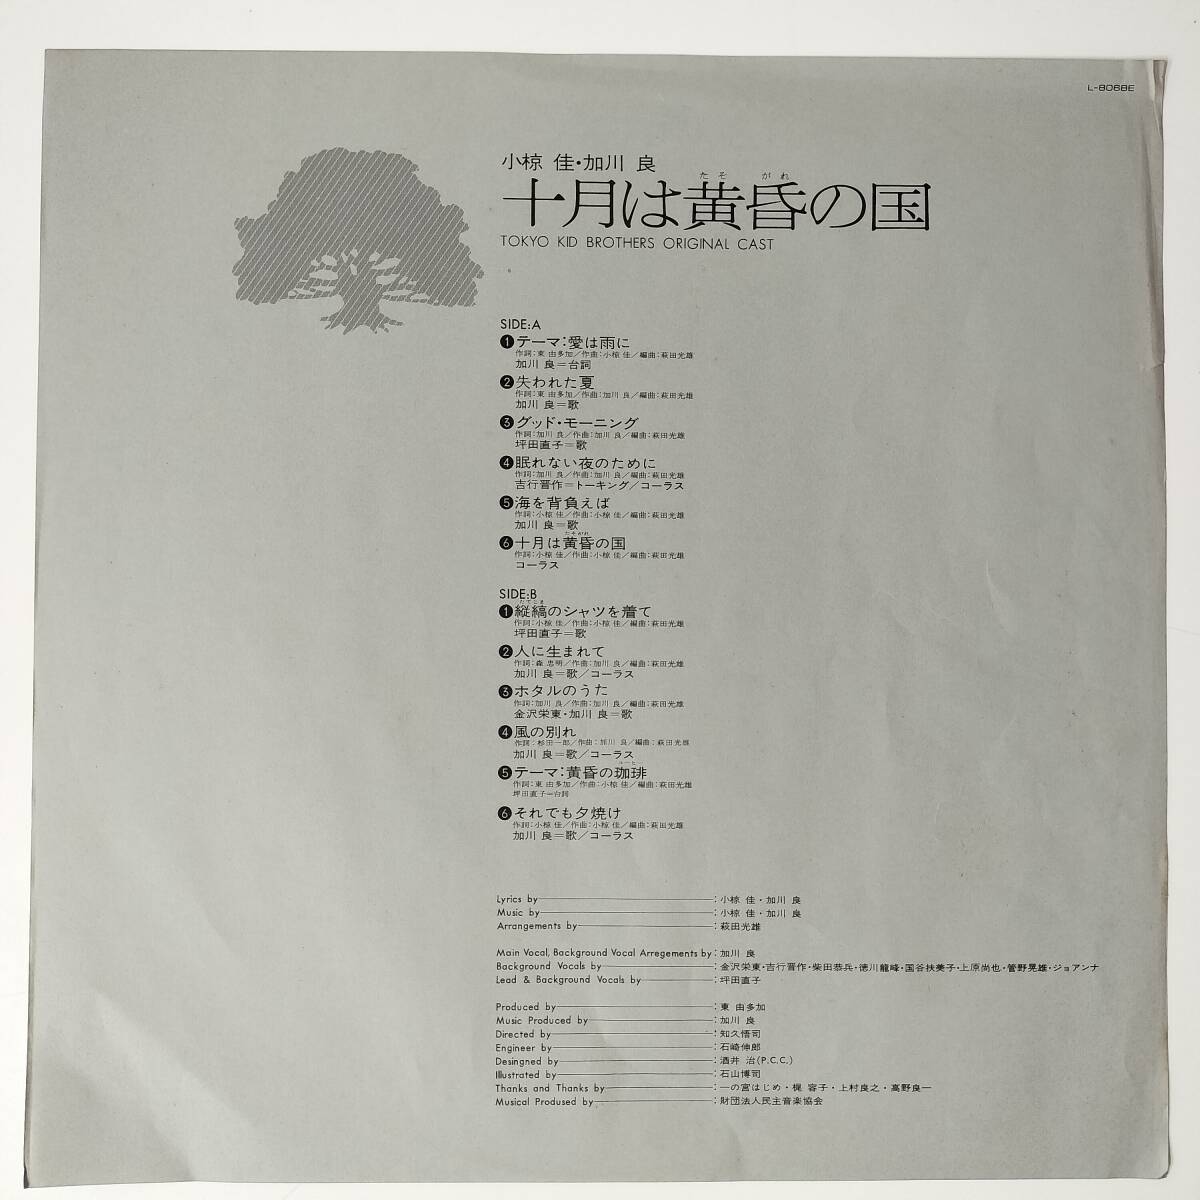 L-8068E
小椋 佳・加川 良
たそがれ
十月は黄昏の国
TOKYO KID BROTHERS ORIGINAL CAST
SIDE:A
❶テーマ:愛は雨に
作詞:東 由多加/作曲:小椋 佳/編曲:萩田光雄
加川 良=台詞
❷失われた夏
作詞:東 由多加/作曲:加川 良/編曲:萩田光雄
加川 良=歌
❸グッド・モーニング
作詞:加川 良/作曲:加川 良/編曲:萩田光雄
坪田直子=歌
❹眠れない夜のために
作詞:加川 良/作曲:加川 良/編曲:萩田光雄
吉行晋作=トーキング/コーラス
❺海を背負えば
作詞:小椋 佳/作曲:小椋 佳/編曲:萩田光雄
加川 良=歌
たそがれ
❻十月は黄昏の国
作詞:小椋 佳/作曲:小椋 佳/編曲:萩田光雄
コーラス
SIDE:B
たてじま
❶縦縞のシャツを着て
作詞:小椋 佳/作曲:小椋 佳/編曲:萩田光雄
坪田直子=歌
❷人に生まれて
作詞:森 忠明/作曲:加川 良/編曲:萩田光雄
加川 良=歌/コーラス
❸ホタルのうた
作詞:加川 良/作曲:加川 良/編曲:萩田光雄
金沢栄東・加川 良=歌
❹風の別れ
作詞:杉田一郎/作曲:加川 良/編曲:萩田光雄
加川 良=歌/コーラス
コーヒー
❺テーマ:黄昏の珈琲
作詞:東 由多加/作曲:小椋 佳/編曲:萩田光雄
坪田直子=台詞
❻それでも夕焼け
作詞:小椋 佳/作曲:小椋 佳/編曲:萩田光雄
加川 良=歌/コーラス
Lyrics by:小椋 佳・加川 良
Music by:小椋 佳・加川 良
Arrangements by:萩田光雄
Main Vocal, Background Vocal Arregements by:加川 良
Background Vocals by:金沢栄東・吉行晋作・柴田恭兵・徳川龍峰・国谷扶美子・上原尚也・管野晃雄・ジョアンナ
Lead & Background Vocals by:坪田直子
Produced by:東 由多加
Music Produced by:加川 良
Directed by:知久悟司
Engineer by:石崎伸郎
Desingned by:酒井 治(P.C.C.)
Illustrated by:石山博司
Thanks and Thanks by:一の宮はじめ・梶 容子・上村良之・高野良一
Musical Prodused by:財団法人民主音楽協会